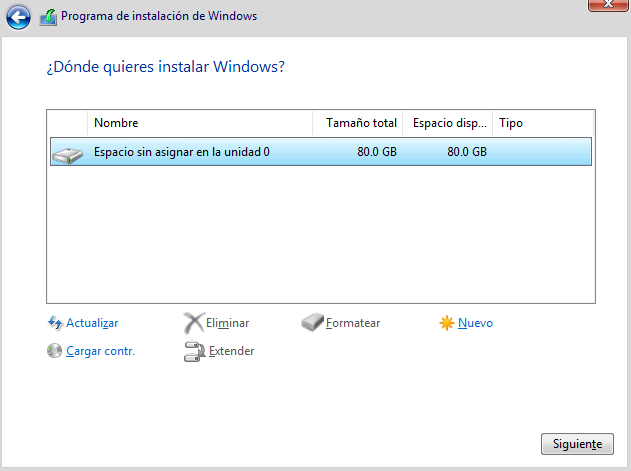 Programa de instalación de Windows
¿Dónde quieres instalar Windows?
Nombre Tamaño total Espacio disp... Tipo
Espacio sin asignar en la unidad 0 80.0 GB 80.0 GB
Actualizar Eliminar Formatear Nuevo
Cargar contr. Extender
Siguiente